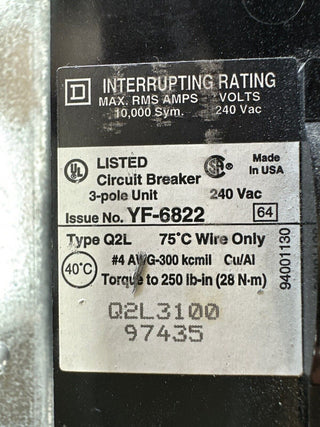 D INTERRUPTING RATING
MAX. RMS AMPS VOLTS
10,000 Sym. 240 Vac
UL LISTED SA ® Made
Circuit Breaker in USA
3-pole Unit 240 Vac
Issue No. YF-6822 64
Type Q2L 75°C Wire Only
40°C #4 AWG-300 kcmil Cu/Al
Torque to 250 lb-in (28 N·m)
94001130
Q2L3100
97435